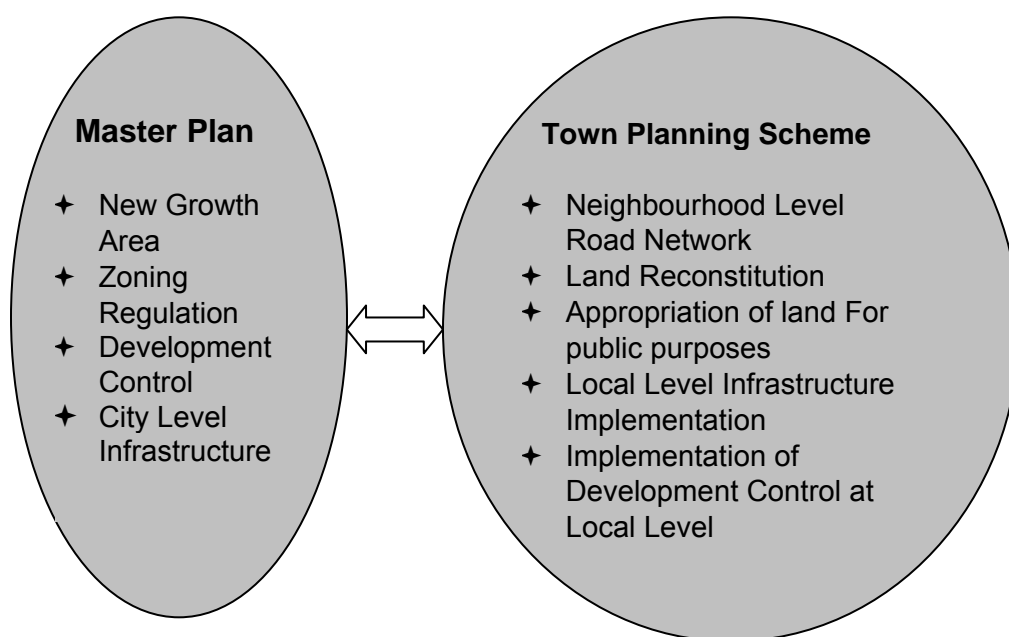 Master Plan
✦ New Growth
Area
✦ Zoning
Regulation
✦ Development
Control
✦ City Level
Infrastructure
Town Planning Scheme
✦ Neighbourhood Level
Road Network
✦ Land Reconstitution
✦ Appropriation of land For
public purposes
✦ Local Level Infrastructure
Implementation
✦ Implementation of
Development Control at
Local Level